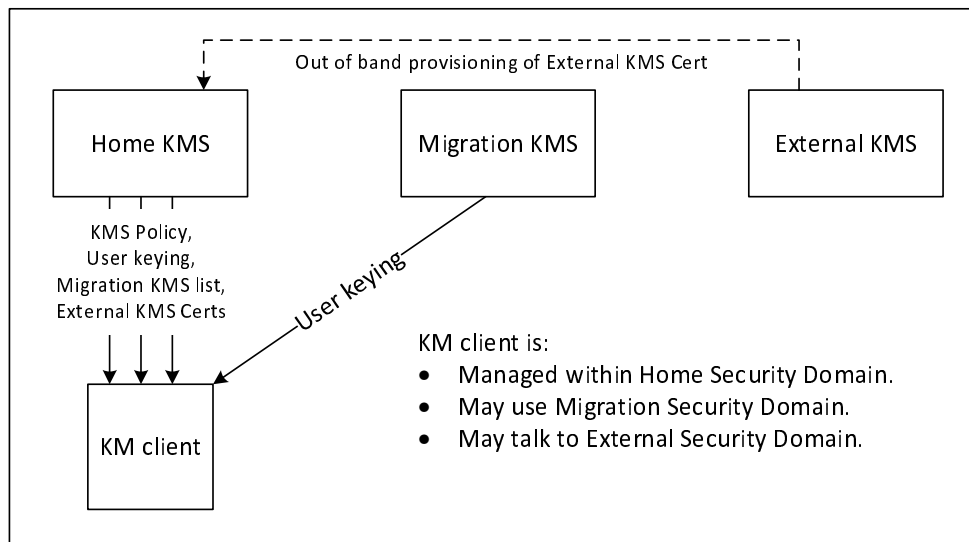 Out of band provisioning of External KMS Cert
Home KMS
Migration KMS
External KMS
KMS Policy,
User keying,
Migration KMS list,
External KMS Certs
User keying
KM client
KM client is:
• Managed within Home Security Domain.
• May use Migration Security Domain.
• May talk to External Security Domain.